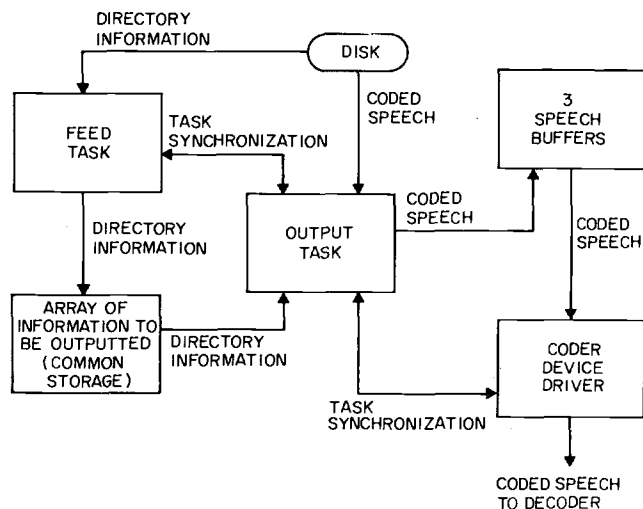 DIRECTORY
INFORMATION
DISK
CODED
SPEECH
FEED
TASK
TASK
SYNCHRONIZATION
3
SPEECH
BUFFERS
DIRECTORY
INFORMATION
OUTPUT
TASK
CODED
SPEECH
CODED
SPEECH
ARRAY OF
INFORMATION TO
BE OUTPUTTED
(COMMON
STORAGE)
DIRECTORY
INFORMATION
CODER
DEVICE
DRIVER
TASK
SYNCHRONIZATION
CODED SPEECH
TO DECODER